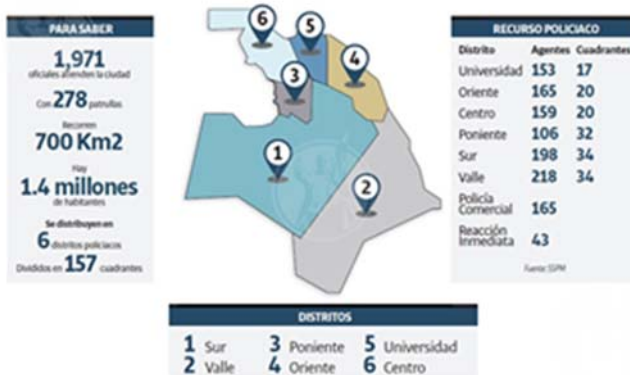 PARA SABER
1,971
oficiales atienden la ciudad
Con 278 patrullas
Recorren
700 Km2
Hay
1.4 millones
de habitantes
Se distribuyen en
6 distritos policiacos
Divididos en 157 cuadrantes
6
5
4
3
1
2
RECURSO POLICIACO
Distrito Agentes Cuadrantes
Universidad 153 17
Oriente 165 20
Centro 159 20
Poniente 106 32
Sur 198 34
Valle 218 34
Policía
Comercial 165
Reacción
Inmediata 43
Fuente: SSPM
DISTRITOS
1 Sur 3 Poniente 5 Universidad
2 Valle 4 Oriente 6 Centro